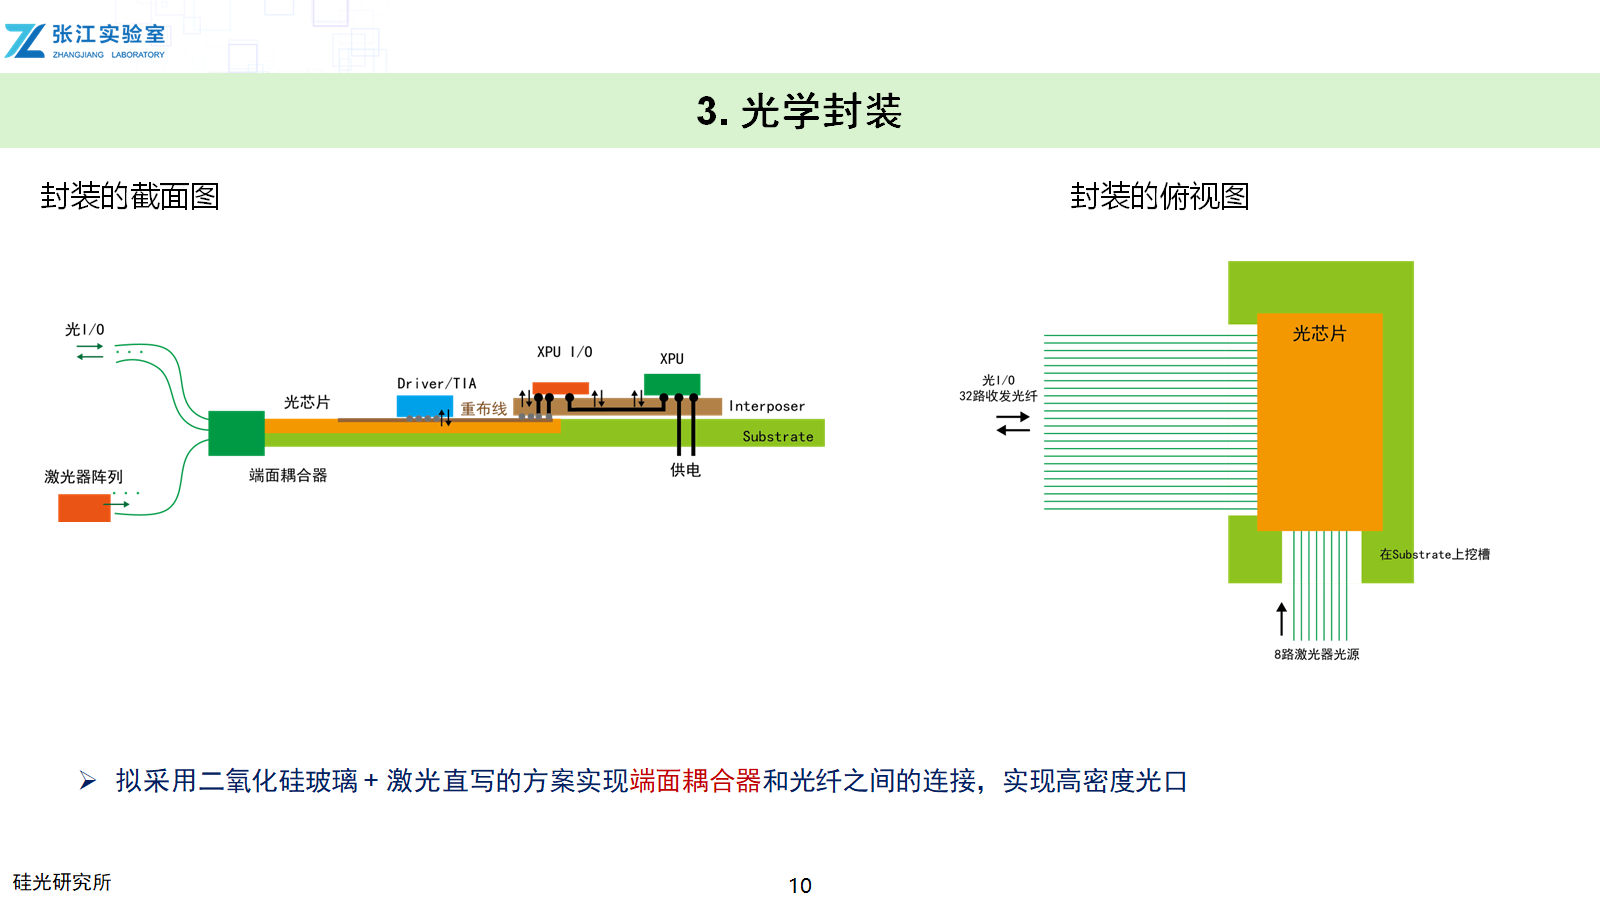 张江实验室
ZHANGJIANG LABORATORY
3. 光学封装
封装的截面图
封装的俯视图
光I/O
激光器阵列
端面耦合器
光芯片
Driver/TIA
重布线
XPU I/O
XPU
Interposer
Substrate
供电
光芯片
光I/O
32路收发光纤
在Substrate上挖槽
8路激光器光源
➢ 拟采用二氧化硅玻璃 + 激光直写的方案实现端面耦合器和光纤之间的连接，实现高密度光口
硅光研究所
10